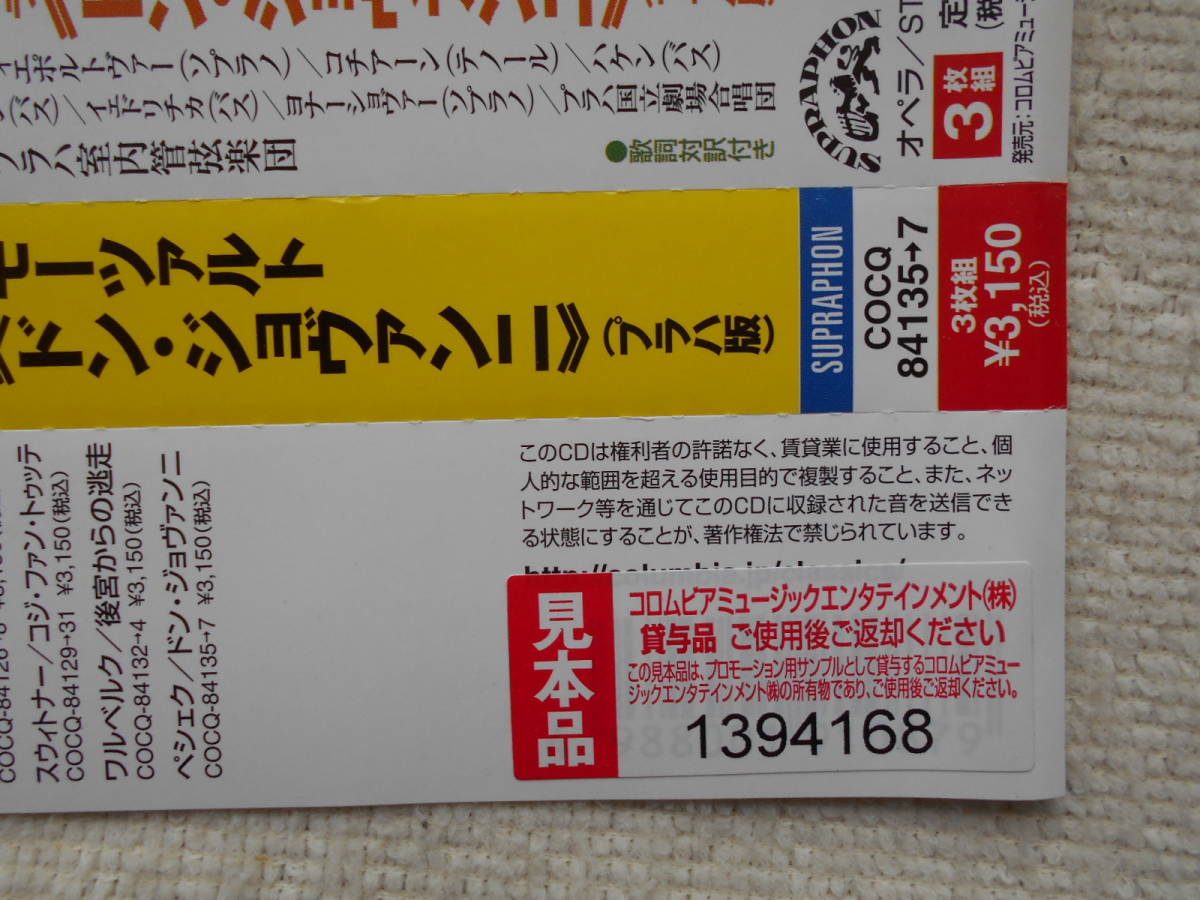 イエポルトヴァー(ソプラノ)／コチアーン(テノール)／ハケン(バス)
(バス)／イェドリチカ(バス)／ヨナーショヴァー(ソプラノ)／プラハ国立劇場合唱団
プラハ室内管弦楽団
●歌詞対訳付き
SUPRAPHON
オペラ／ST
3枚組
定
(税
発売元：コロムビアミュージ
モーツァルト
《ドン・ジョヴァンニ》(プラハ版)
SUPRAPHON
COCQ
84135→7
3枚組
¥3,150
(税込)
スウィトナー／コジ・ファン・トゥッテ
COCQ-84129→31 ¥3,150(税込)
ワルベルク／後宮からの逃走
COCQ-84132→4 ¥3,150(税込)
ペシェク／ドン・ジョヴァンニ
COCQ-84135→7 ¥3,150(税込)
このCDは権利者の許諾なく、賃貸業に使用すること、個
人的な範囲を超える使用目的で複製すること、また、ネッ
トワーク等を通じてこのCDに収録された音を送信でき
る状態にすることが、著作権法で禁じられています。
見本品
コロムビアミュージックエンタテインメント(株)
貸与品 ご使用後ご返却ください
この見本品は、プロモーション用サンプルとして貸与するコロムビアミュー
ジックエンタテインメント㈱の所有物であり、ご使用後ご返却ください。
1394168